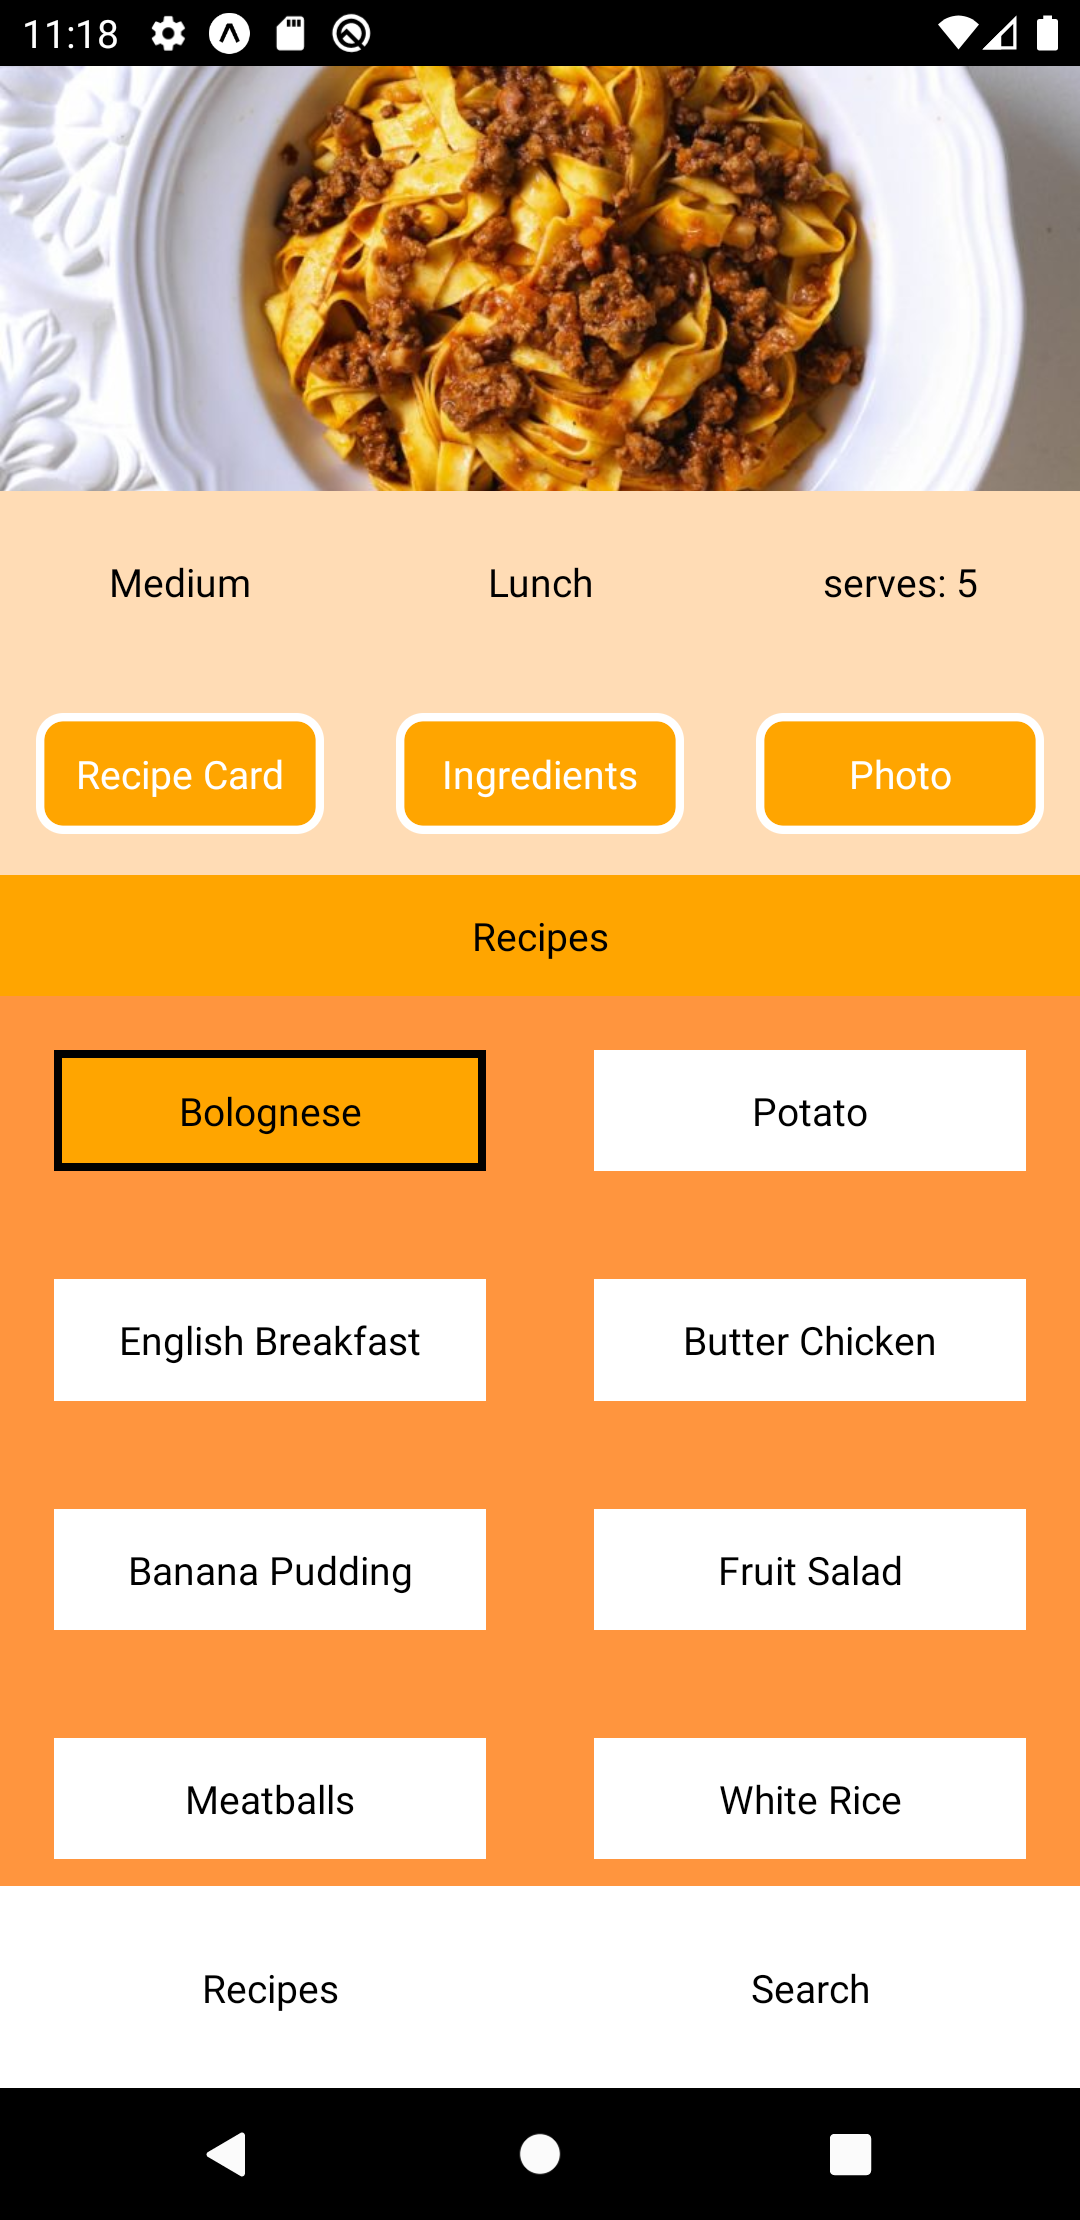 11:18
Medium Lunch serves: 5
Recipe Card Ingredients Photo
Recipes
Bolognese Potato
English Breakfast Butter Chicken
Banana Pudding Fruit Salad
Meatballs White Rice
Recipes Search